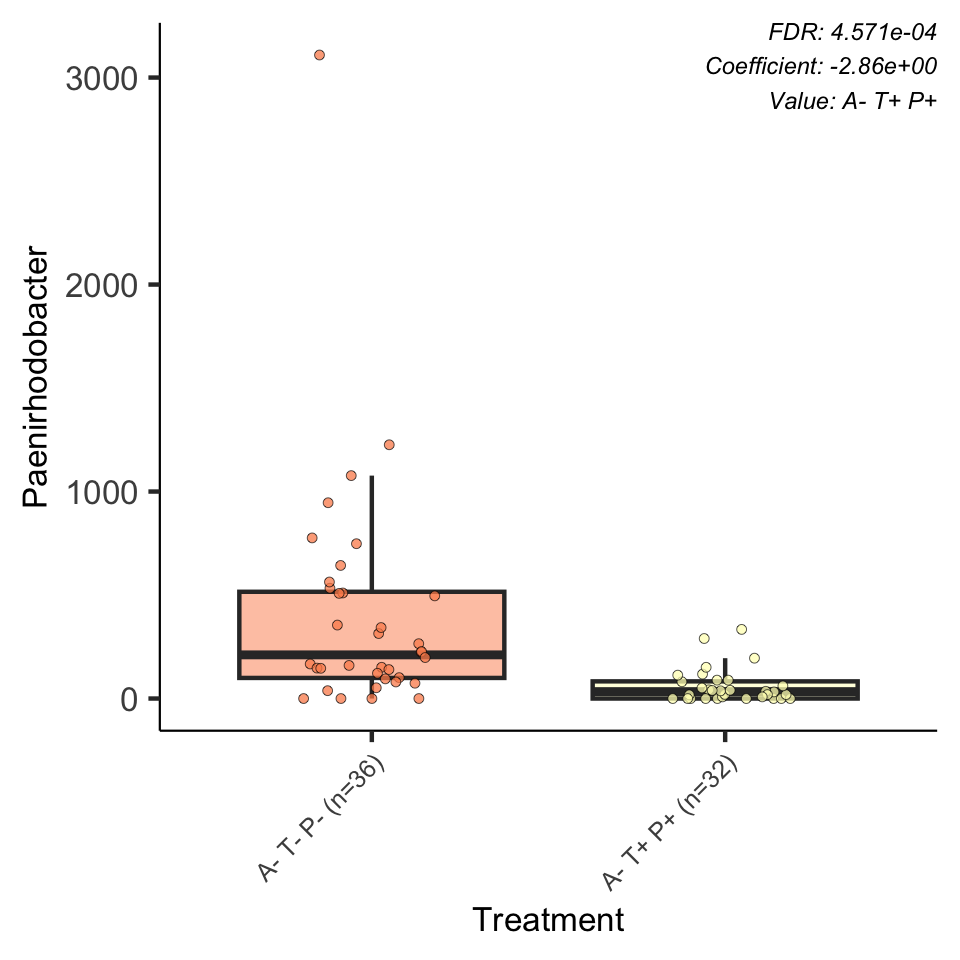 FDR: 4.571e-04
Coefficient: -2.86e+00
Value: A- T+ P+
Paenirhodobacter
3000
2000
1000
0
A- T- P- (n=36)
A- T+ P+ (n=32)
Treatment